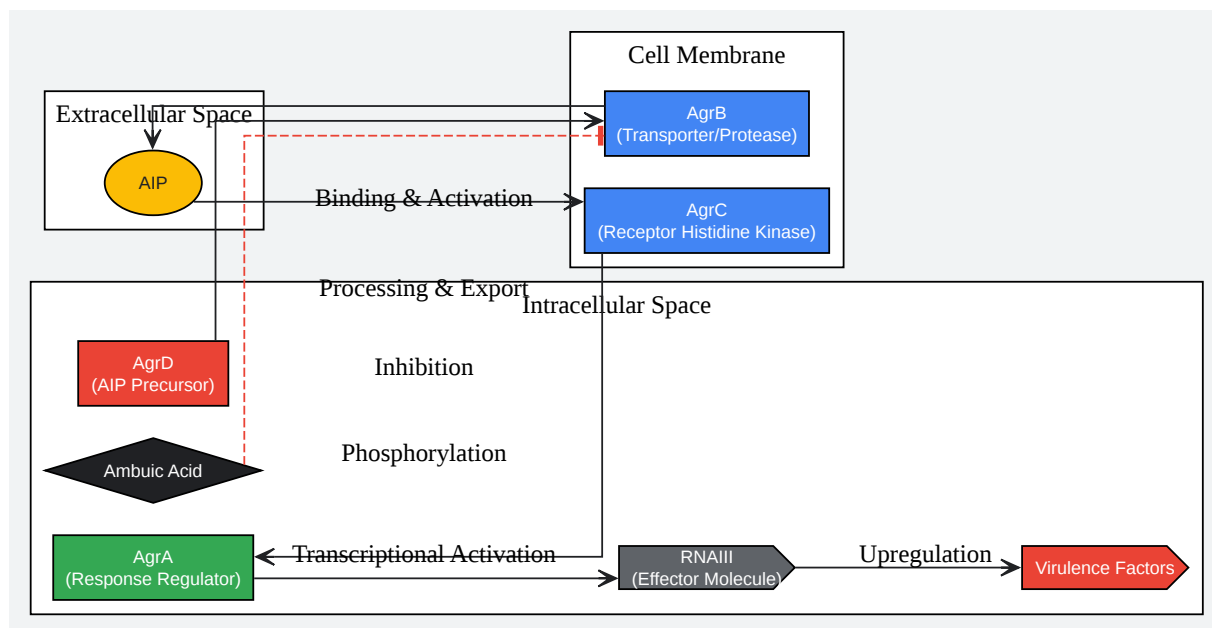 Cell Membrane
Extracellular Space
AgrB
(Transporter/Protease)
AIP
Binding & Activation
AgrC
(Receptor Histidine Kinase)
Processing & Export
Intracellular Space
AgrD
(AIP Precursor)
Inhibition
Phosphorylation
Ambuic Acid
AgrA
(Response Regulator)
Transcriptional Activation
RNAIII
(Effector Molecule)
Upregulation
Virulence Factors